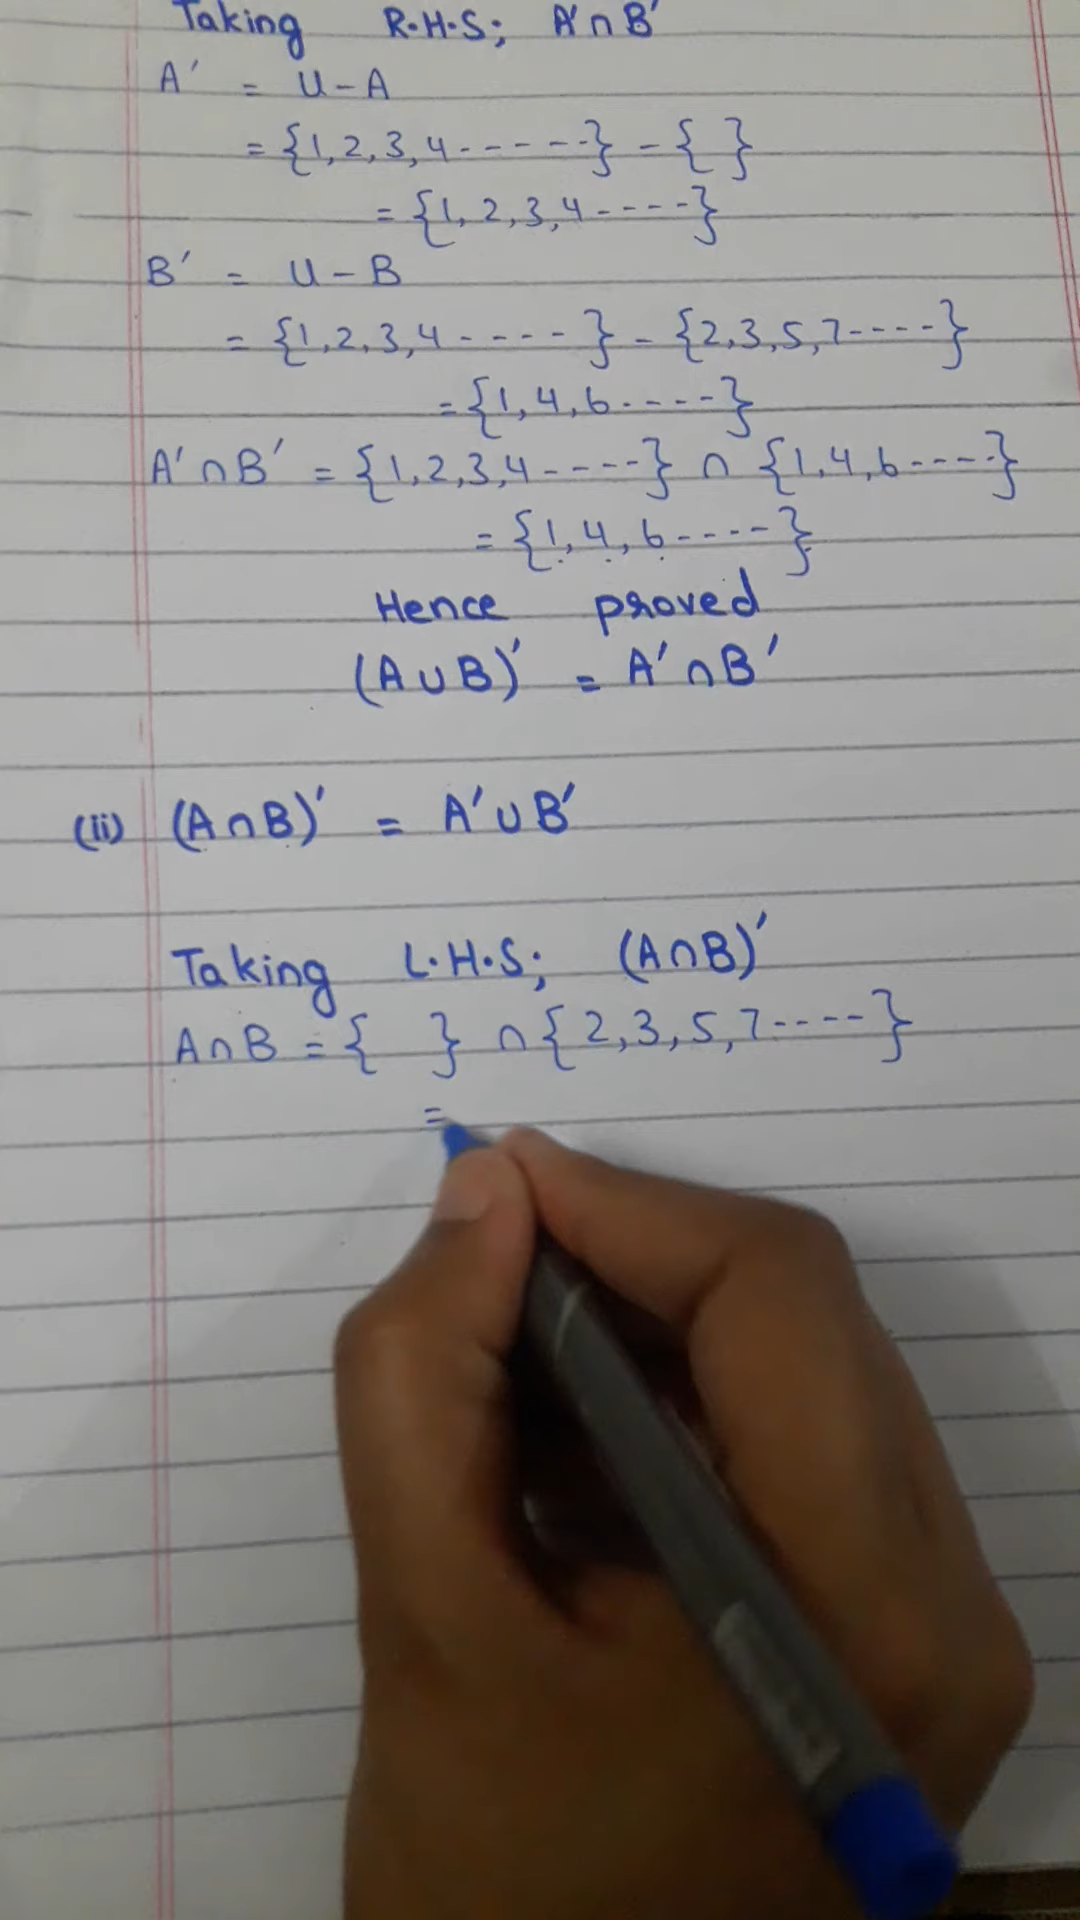 Taking R.H.S; A'∩B'
A' = U-A
= {1,2,3,4------} - { }
= {1,2,3,4-----}
B' = U-B
= {1,2,3,4-----} - {2,3,5,7-----}
= {1,4,6-----}
A'∩B' = {1,2,3,4-----} ∩ {1,4,6-----}
= {1,4,6-----}
Hence proved
(A∪B)' = A'∩B'
(ii) (A∩B)' = A'∪B'
Taking L.H.S; (A∩B)'
A∩B = { } ∩ {2,3,5,7-----}
=